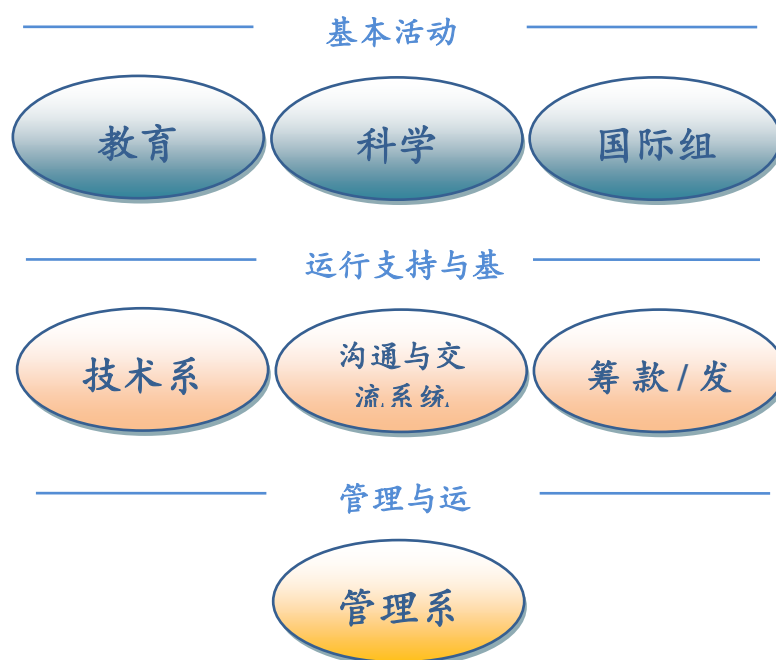 基本活动
教育
科学
国际组
运行支持与基
技术系
沟通与交
流系统
筹款/发
管理与运
管理系